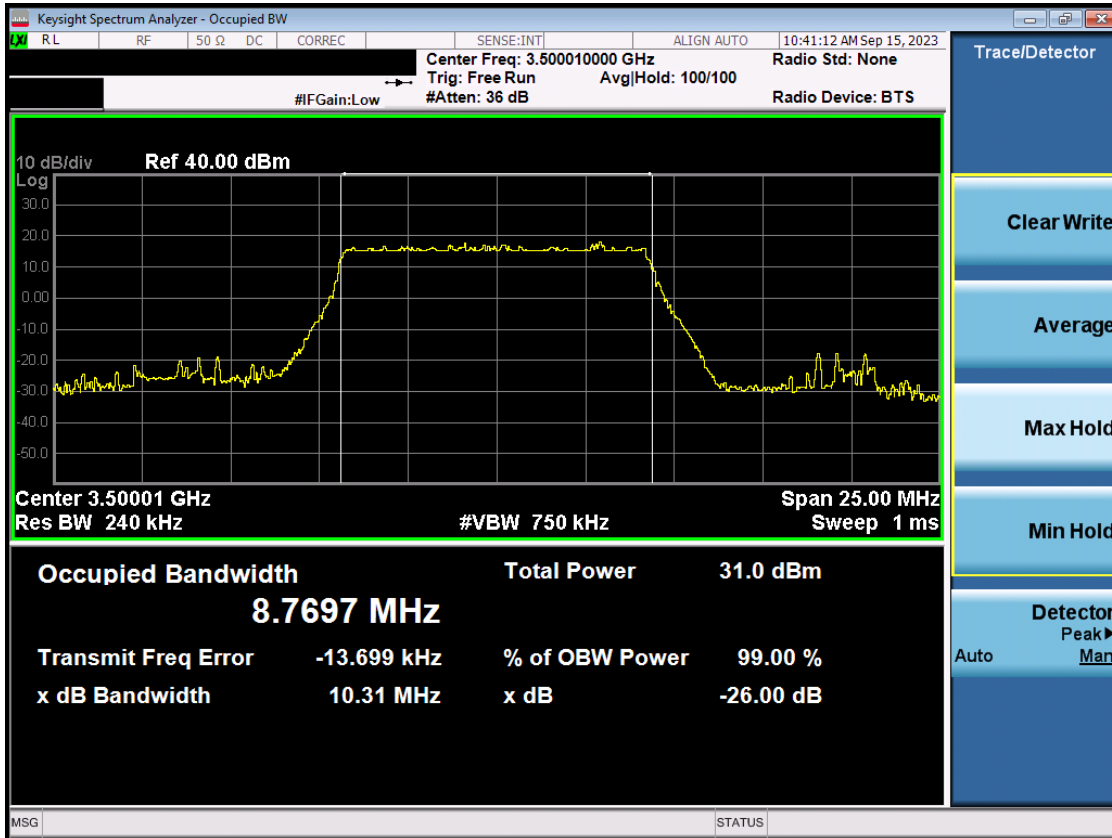 Keysight Spectrum Analyzer - Occupied BW
LXI RL RF 50 Ω DC CORREC SENSE:INT ALIGN AUTO 10:41:12 AM Sep 15, 2023
Center Freq: 3.500010000 GHz Radio Std: None
Trig: Free Run Avg|Hold: 100/100
#IFGain:Low #Atten: 36 dB Radio Device: BTS
10 dB/div Ref 40.00 dBm
Log
30.0
20.0
10.0
0.00
-10.0
-20.0
-30.0
-40.0
-50.0
Center 3.50001 GHz Span 25.00 MHz
Res BW 240 kHz #VBW 750 kHz Sweep 1 ms
Occupied Bandwidth Total Power 31.0 dBm
8.7697 MHz
Transmit Freq Error -13.699 kHz % of OBW Power 99.00 %
x dB Bandwidth 10.31 MHz x dB -26.00 dB
MSG STATUS
Trace/Detector
Clear Write
Average
Max Hold
Min Hold
Detector
Peak
Auto Man